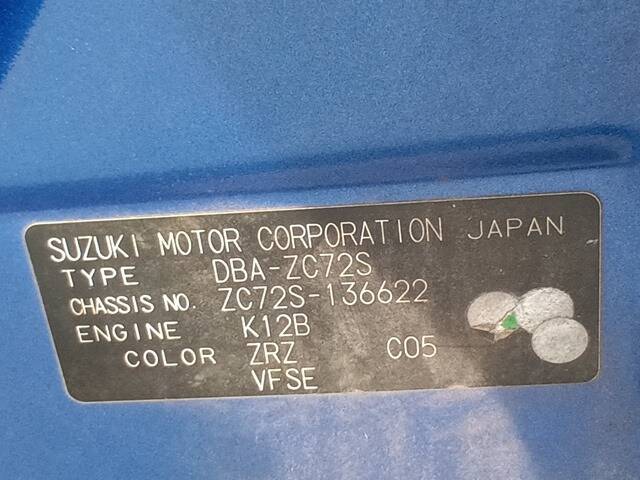 SUZUKI MOTOR CORPORATION JAPAN
TYPE DBA-ZC72S
CHASSIS NO. ZC72S-136622
ENGINE K12B
COLOR ZRZ C05
VFSE